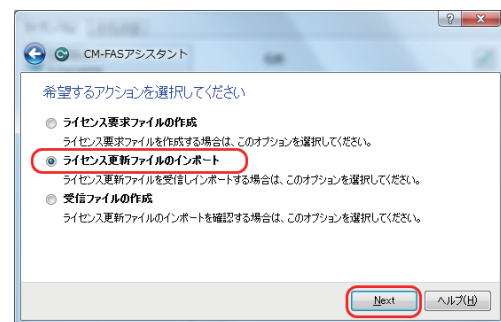 CM-FASアシスタント
希望するアクションを選択してください
ライセンス要求ファイルの作成
ライセンス要求ファイルを作成する場合は、このオプションを選択してください。
ライセンス更新ファイルのインポート
ライセンス更新ファイルを受信しインポートする場合は、このオプションを選択してください。
受信ファイルの作成
ライセンス更新ファイルのインポートを確認する場合は、このオプションを選択してください。
Next ヘルプ(H)